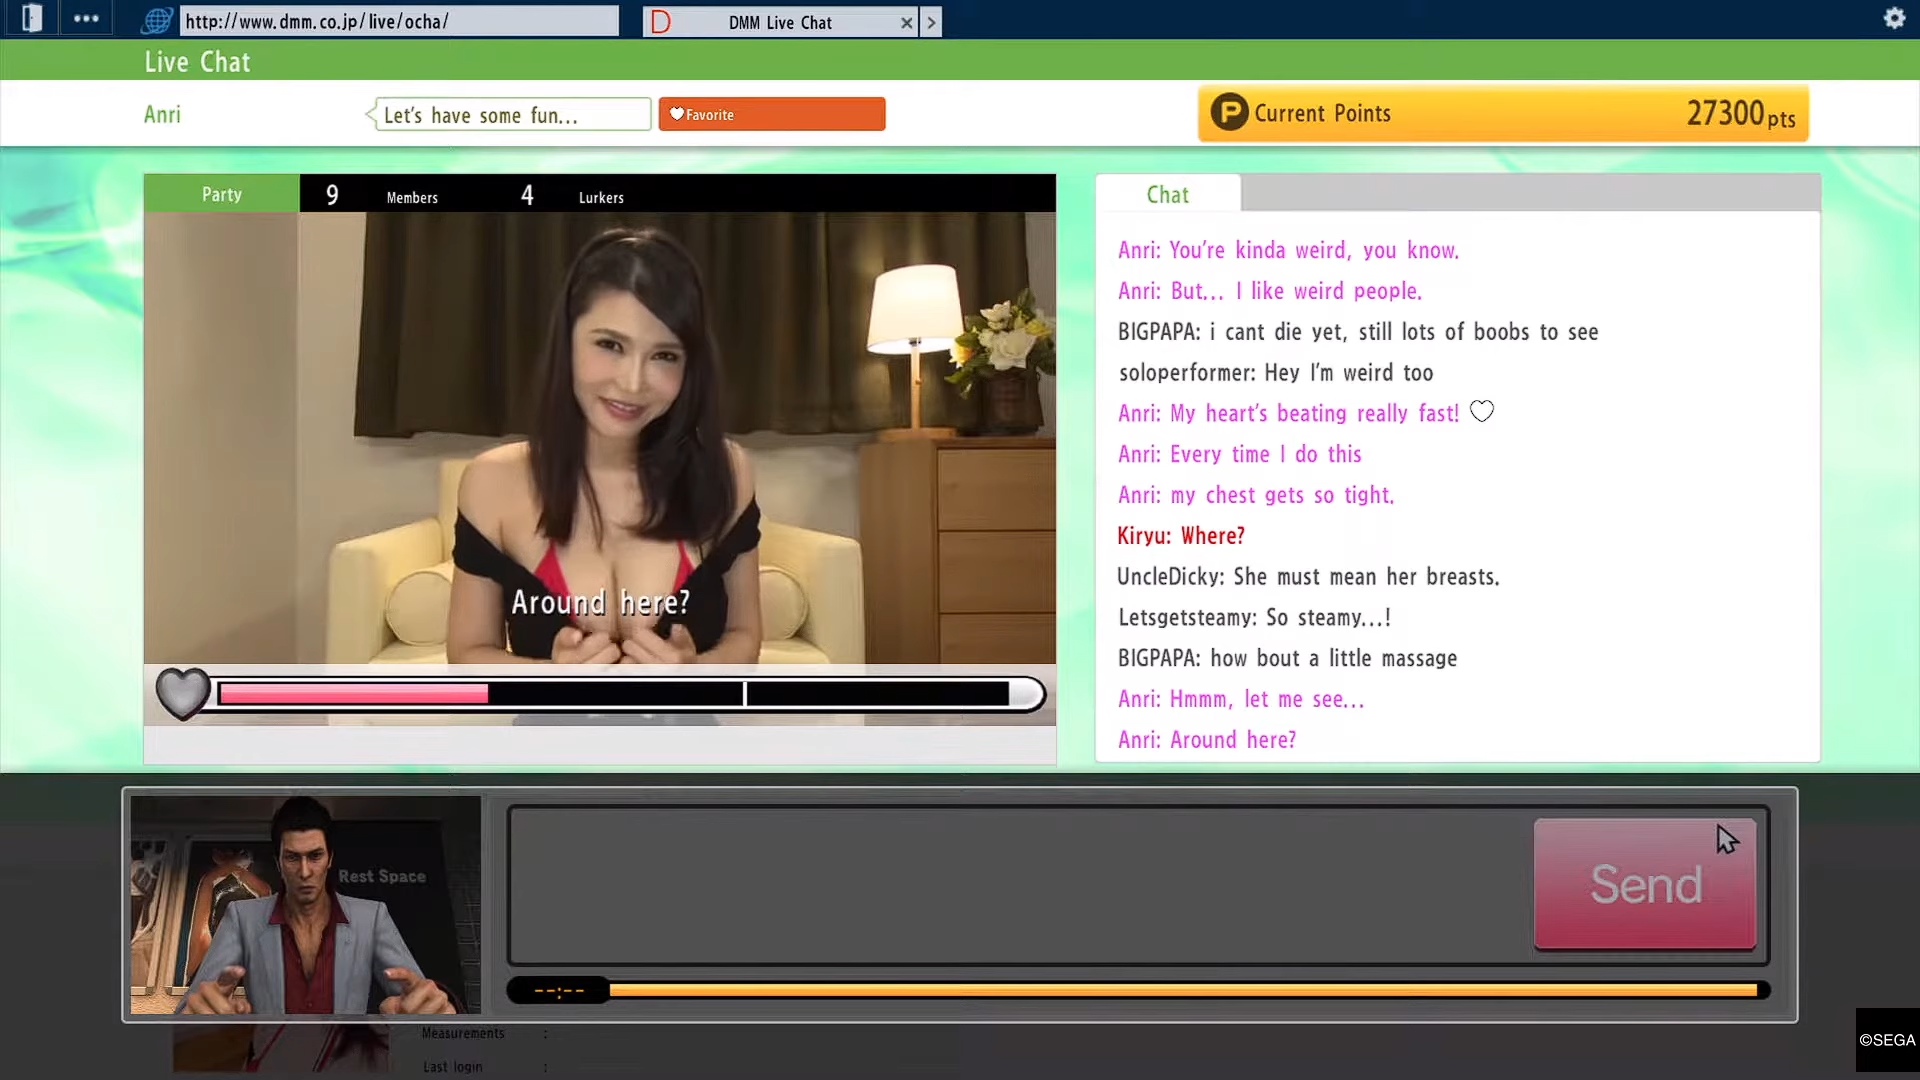 http://www.dmm.co.jp/live/ocha/
D DMM Live Chat
Live Chat
Anri
Let's have some fun...
Favorite
P Current Points 27300 pts
Party 9 Members 4 Lurkers
Around here?
Chat
Anri: You're kinda weird, you know.
Anri: But... I like weird people.
BIGPAPA: i cant die yet, still lots of boobs to see
soloperformer: Hey I'm weird too
Anri: My heart's beating really fast! ♡
Anri: Every time I do this
Anri: my chest gets so tight.
Kiryu: Where?
UncleDicky: She must mean her breasts.
Letsgetsteamy: So steamy...!
BIGPAPA: how bout a little massage
Anri: Hmmm, let me see...
Anri: Around here?
Rest Space
Send
--:--
Measurements :
Last login :
©SEGA